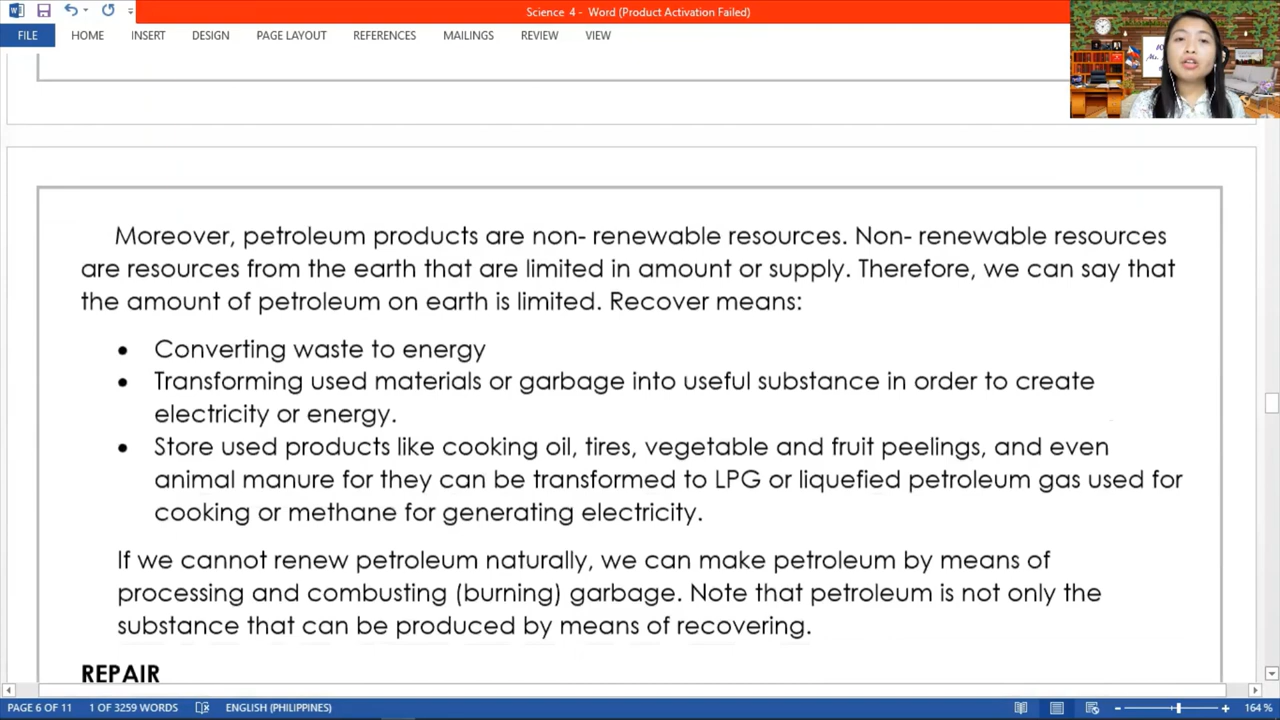 Science 4 - Word (Product Activation Failed)
FILE HOME INSERT DESIGN PAGE LAYOUT REFERENCES MAILINGS REVIEW VIEW
Moreover, petroleum products are non- renewable resources. Non- renewable resources
are resources from the earth that are limited in amount or supply. Therefore, we can say that
the amount of petroleum on earth is limited. Recover means:
• Converting waste to energy
• Transforming used materials or garbage into useful substance in order to create
electricity or energy.
• Store used products like cooking oil, tires, vegetable and fruit peelings, and even
animal manure for they can be transformed to LPG or liquefied petroleum gas used for
cooking or methane for generating electricity.
If we cannot renew petroleum naturally, we can make petroleum by means of
processing and combusting (burning) garbage. Note that petroleum is not only the
substance that can be produced by means of recovering.
REPAIR
PAGE 6 OF 11 1 OF 3259 WORDS ENGLISH (PHILIPPINES) 164 %